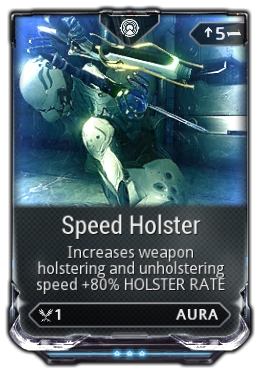 5
Speed Holster
Increases weapon
holstering and unholstering
speed +80% HOLSTER RATE
1 AURA